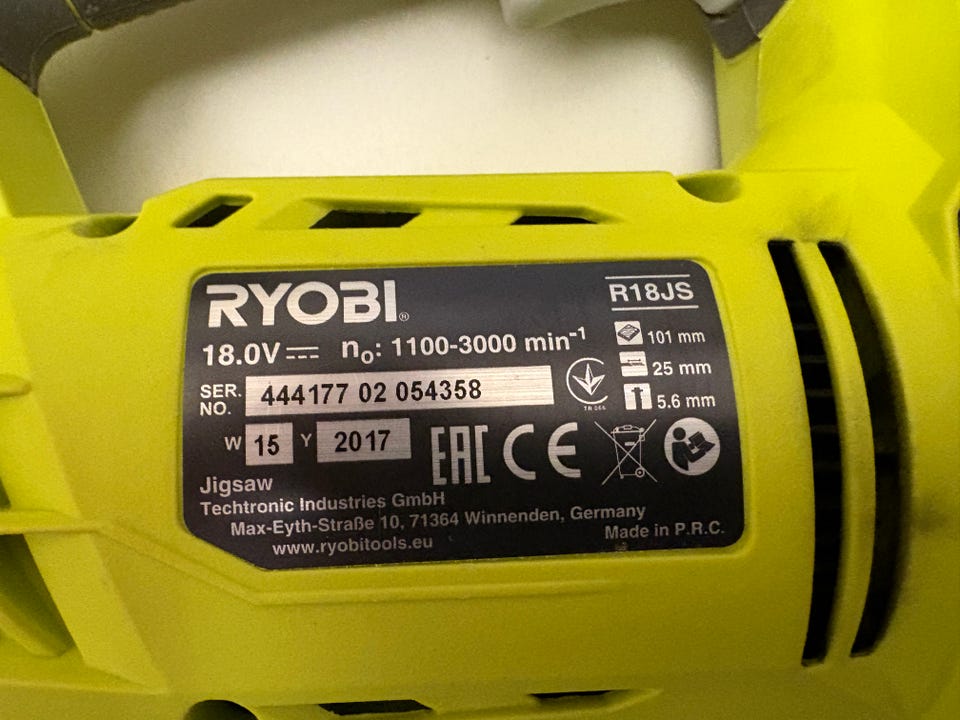 RYOBI®
R18JS
18.0V n₀: 1100-3000 min⁻¹
101 mm
25 mm
5.6 mm
SER. NO. 444177 02 054358
W 15 Y 2017
EAC CE
Jigsaw
Techtronic Industries GmbH
Max-Eyth-Straße 10, 71364 Winnenden, Germany
www.ryobitools.eu
Made in P.R.C.